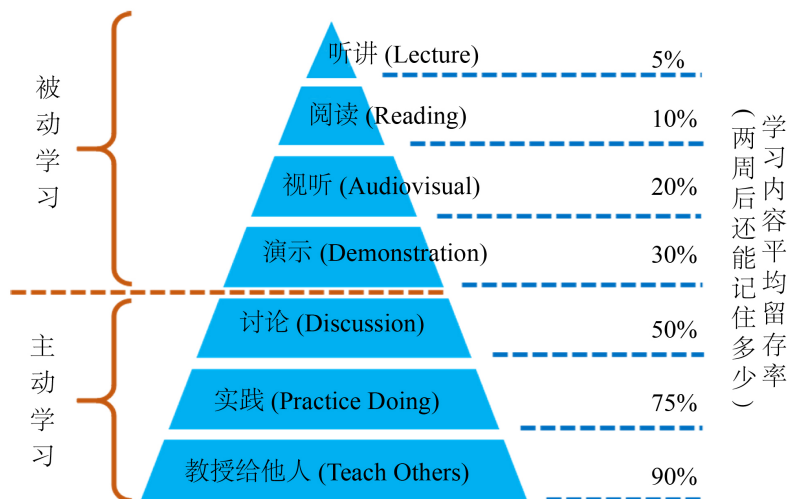 听讲 (Lecture)
5%
阅读 (Reading)
10%
视听 (Audiovisual)
20%
演示 (Demonstration)
30%
讨论 (Discussion)
50%
实践 (Practice Doing)
75%
教授给他人 (Teach Others)
90%
被动学习
主动学习
学习内容平均留存率
(两周后还能记住多少)